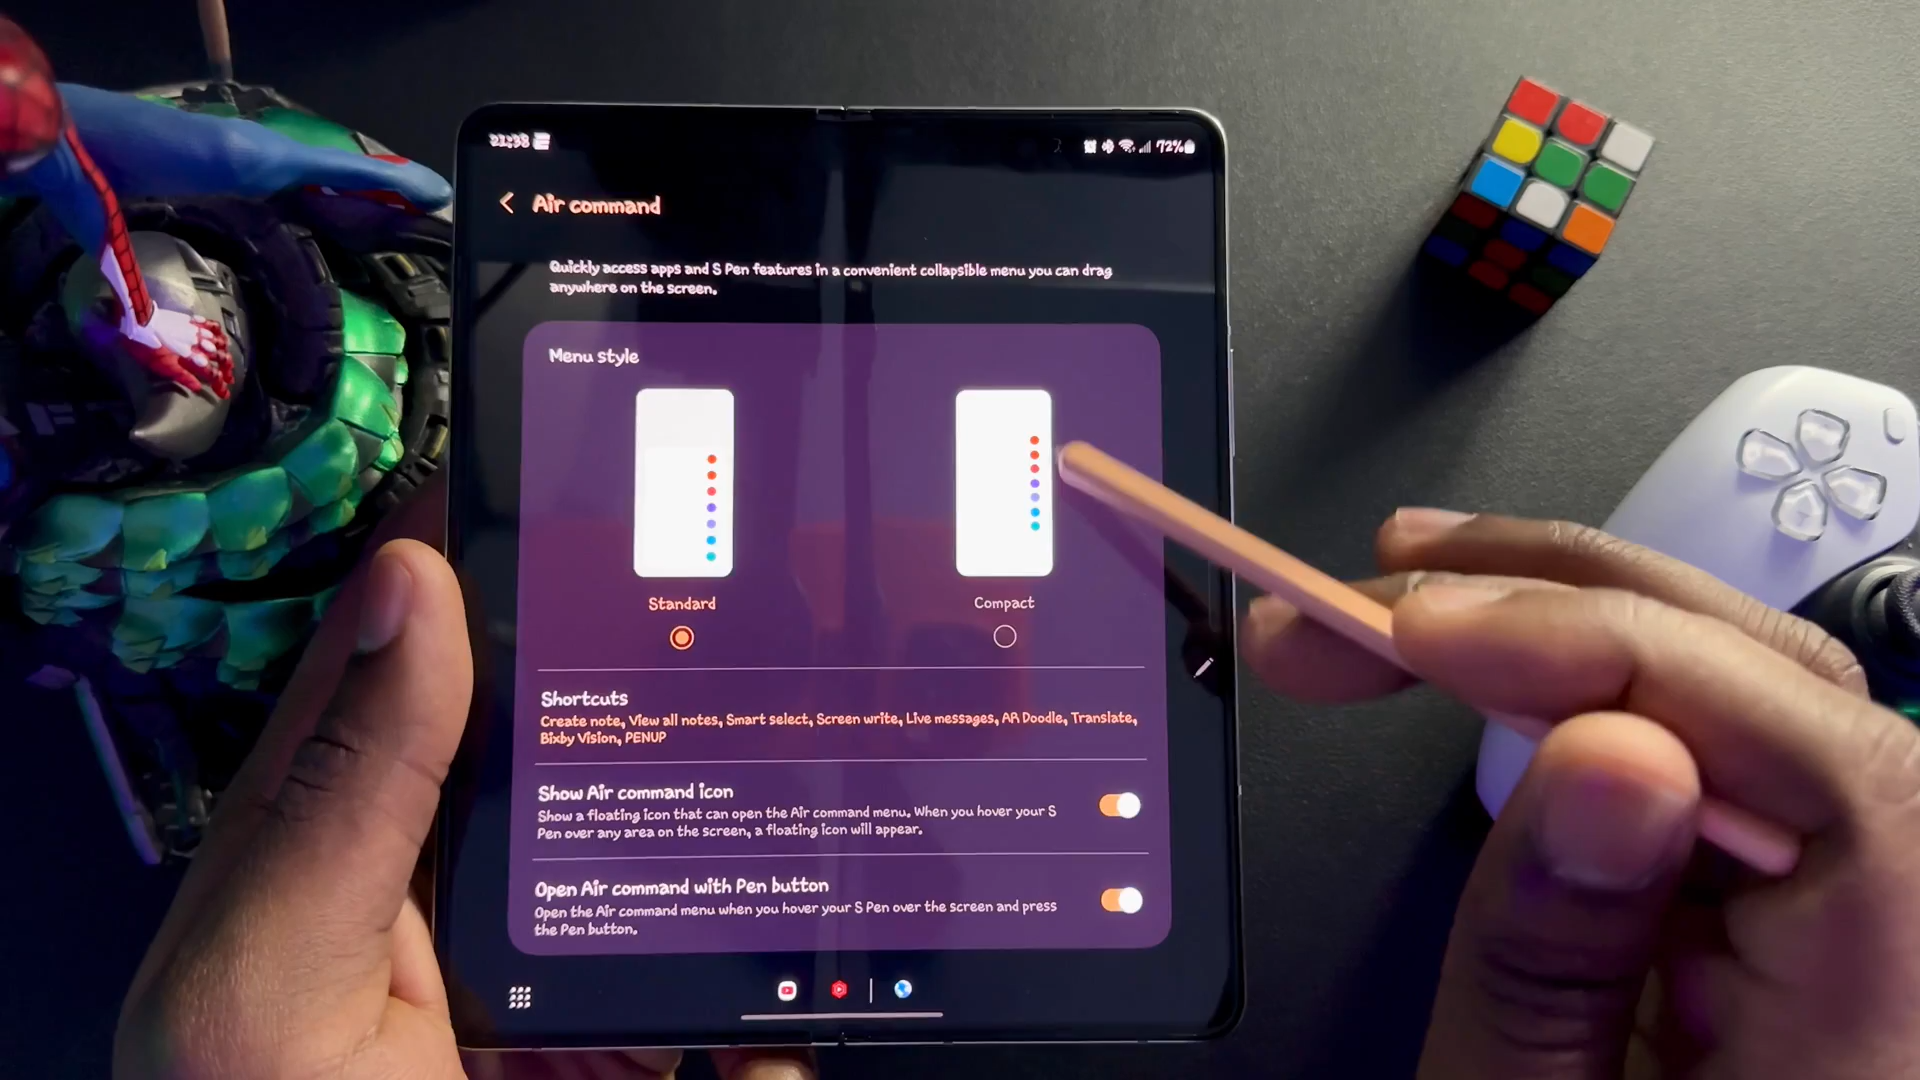 21:38
72%
Air command
Quickly access apps and S Pen features in a convenient collapsible menu you can drag
anywhere on the screen.
Menu style
Standard
Compact
Shortcuts
Create note, View all notes, Smart select, Screen write, Live messages, AR Doodle, Translate,
Bixby Vision, PENUP
Show Air command icon
Show a floating icon that can open the Air command menu. When you hover your S
Pen over any area on the screen, a floating icon will appear.
Open Air command with Pen button
Open the Air command menu when you hover your S Pen over the screen and press
the Pen button.